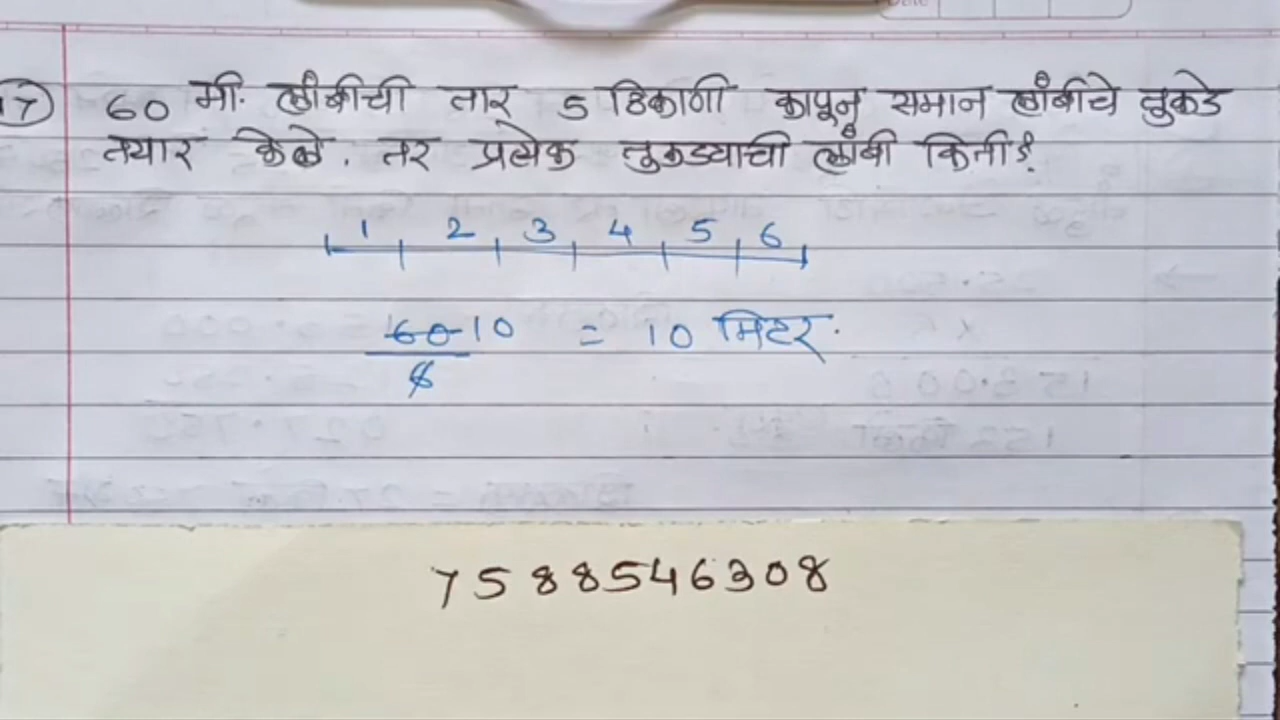 17) 60 मी. लांबीची तार 5 ठिकाणी कापून समान लांबीचे तुकडे
तयार केले. तर प्रत्येक तुकड्याची लांबी किती?
1 2 3 4 5 6
60 10 = 10 मिटर.
6
7588546308